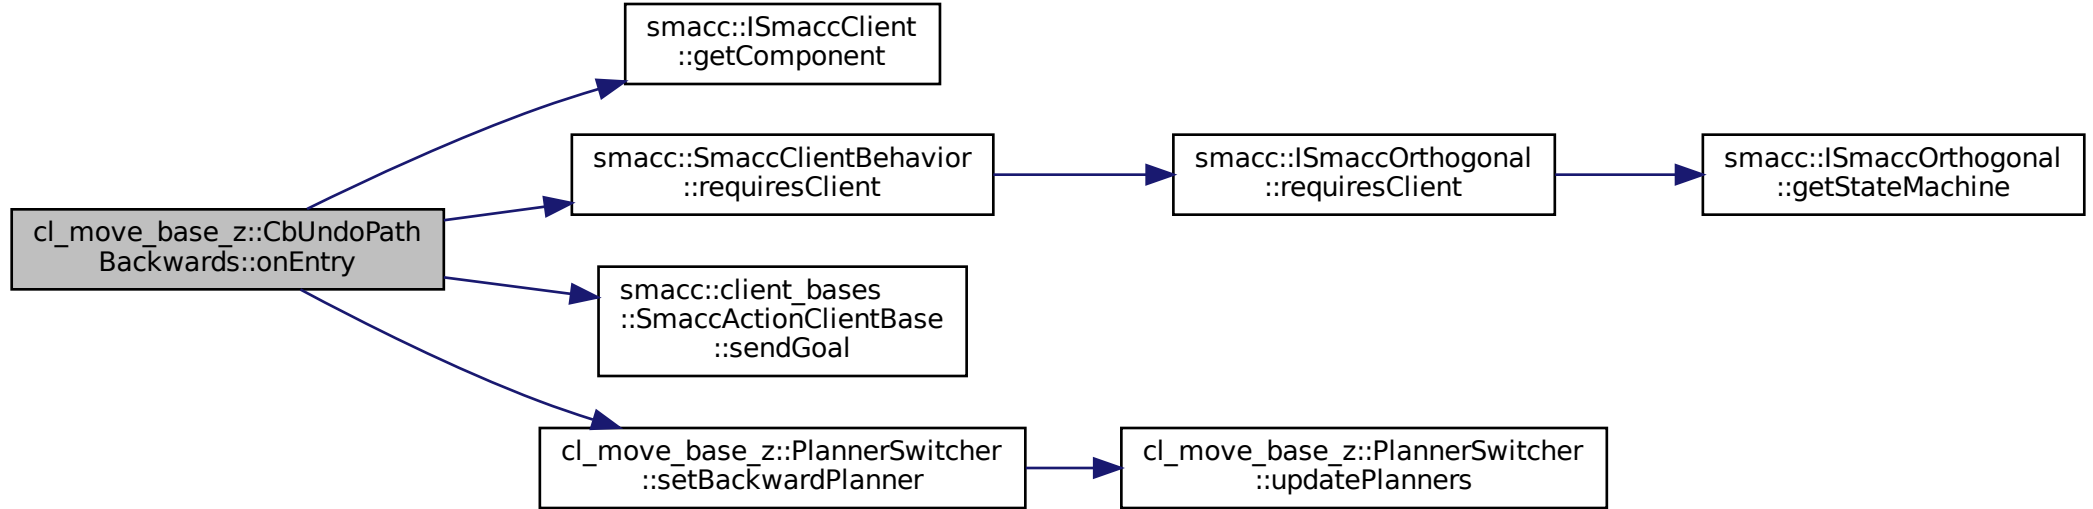 smacc::ISmaccClient
::getComponent
smacc::SmaccClientBehavior
::requiresClient
smacc::ISmaccOrthogonal
::requiresClient
smacc::ISmaccOrthogonal
::getStateMachine
cl_move_base_z::CbUndoPath
Backwards::onEntry
smacc::client_bases
::SmaccActionClientBase
::sendGoal
cl_move_base_z::PlannerSwitcher
::setBackwardPlanner
cl_move_base_z::PlannerSwitcher
::updatePlanners